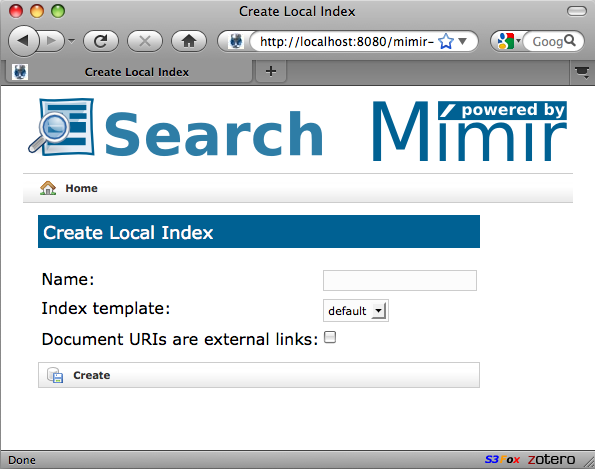 Create Local Index
http://localhost:8080/mimir-
Goog
Create Local Index
Search
powered by
Mimir
Home
Create Local Index
Name:
Index template:
default
Document URIs are external links:
Create
Done
S3Fox
zotero